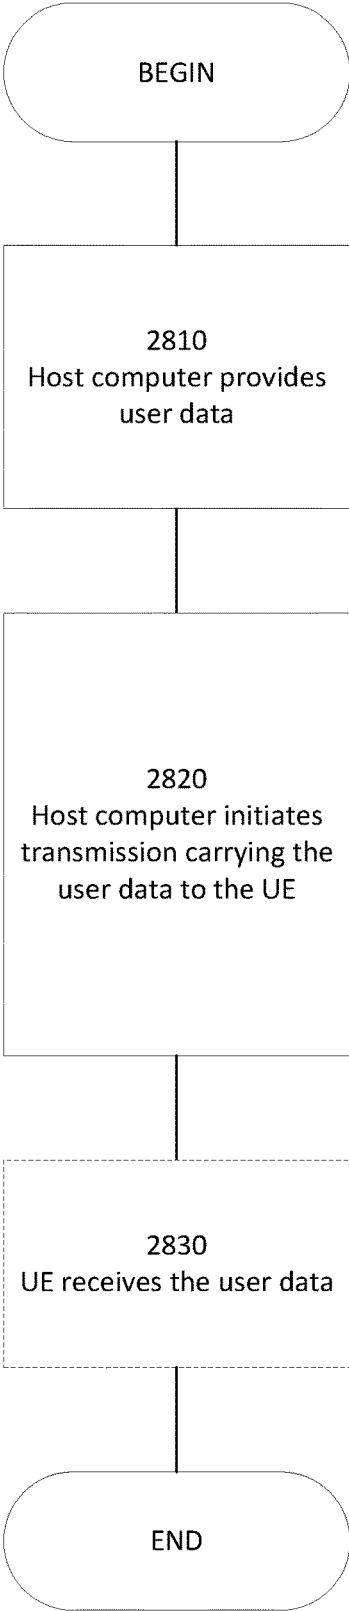 BEGIN
2810
Host computer provides
user data
2820
Host computer initiates
transmission carrying the
user data to the UE
2830
UE receives the user data
END